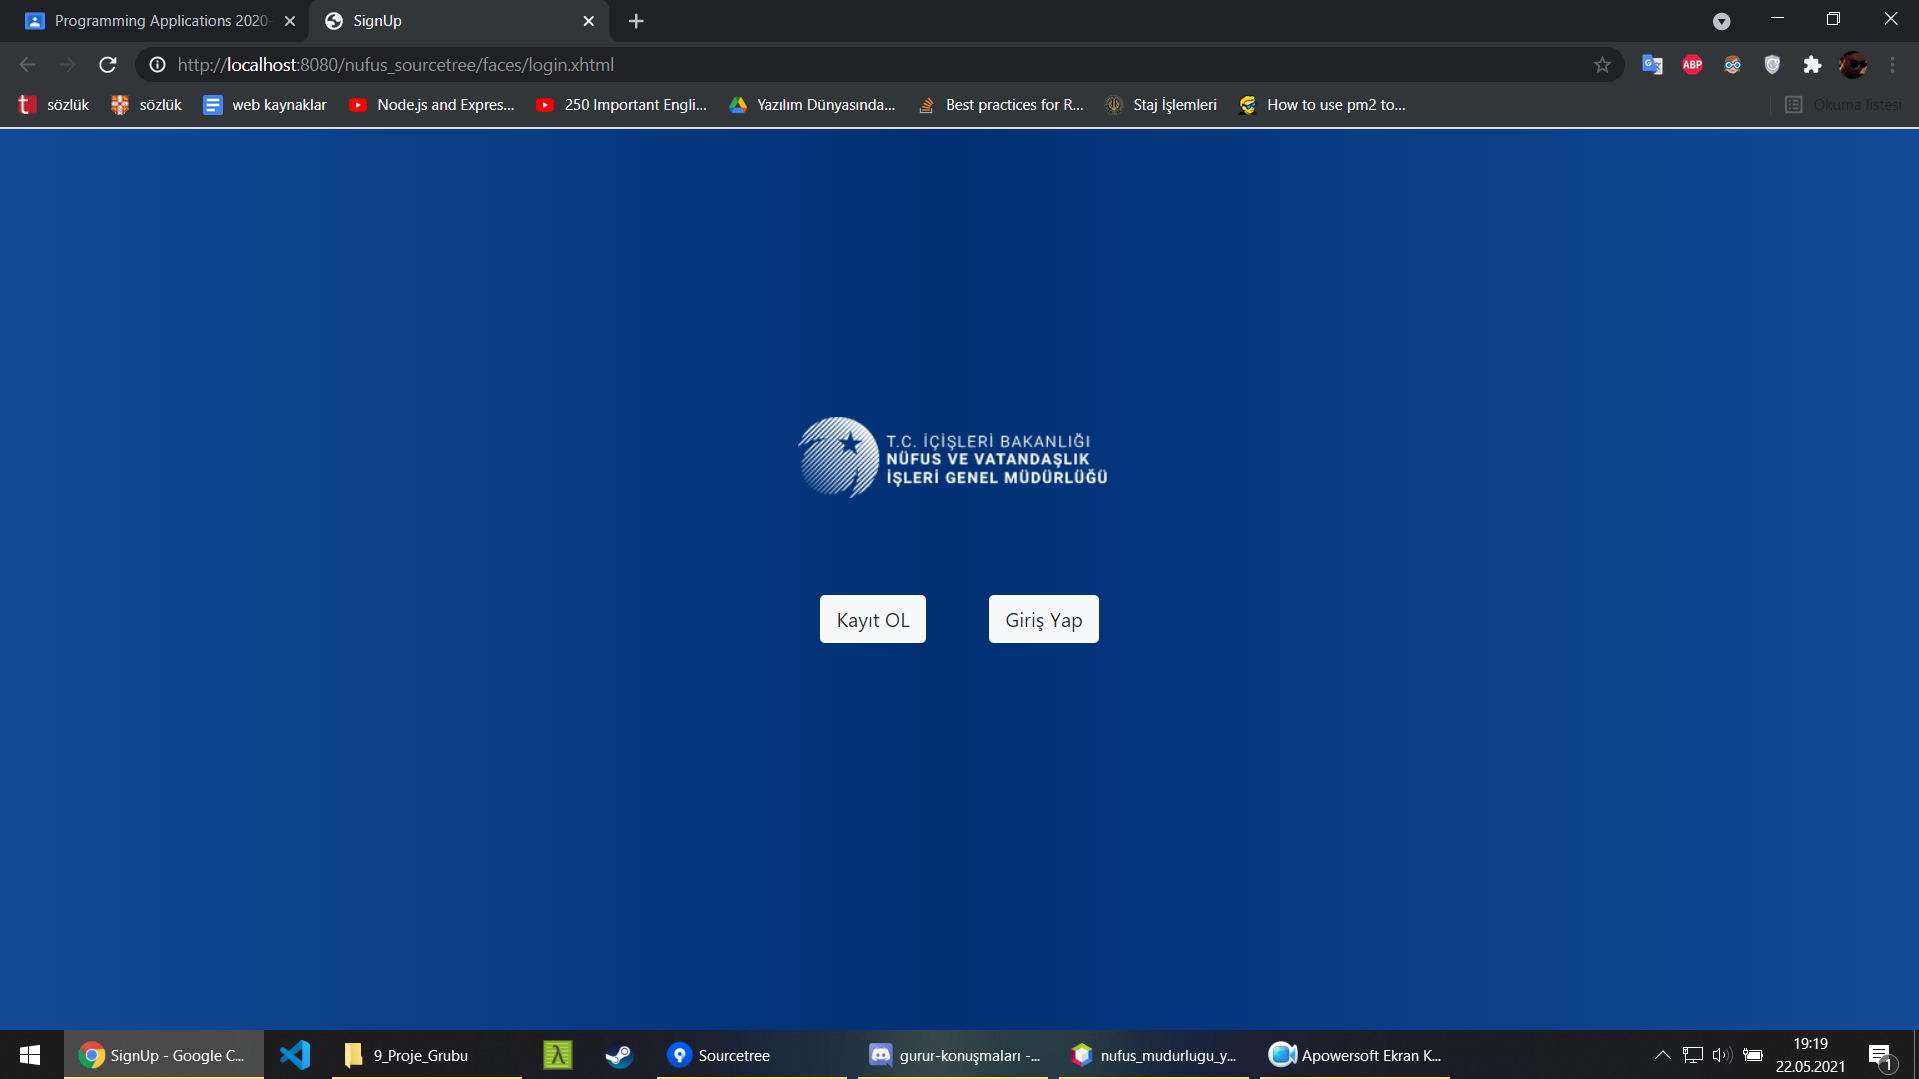 Programming Applications 2020-
SignUp
http://localhost:8080/nufus_sourcetree/faces/login.xhtml
ABP
sözlük
sözlük
web kaynaklar
Node.js and Expres...
250 Important Engli...
Yazılım Dünyasında...
Best practices for R...
Staj İşlemleri
How to use pm2 to...
Okuma listesi
T.C. İÇİŞLERİ BAKANLIĞI
NÜFUS VE VATANDAŞLIK
İŞLERİ GENEL MÜDÜRLÜĞÜ
Kayıt OL
Giriş Yap
SignUp - Google C...
9_Proje_Grubu
Sourcetree
gurur-konuşmaları -...
nufus_mudurlugu_y...
Apowersoft Ekran K...
19:19
22.05.2021
1